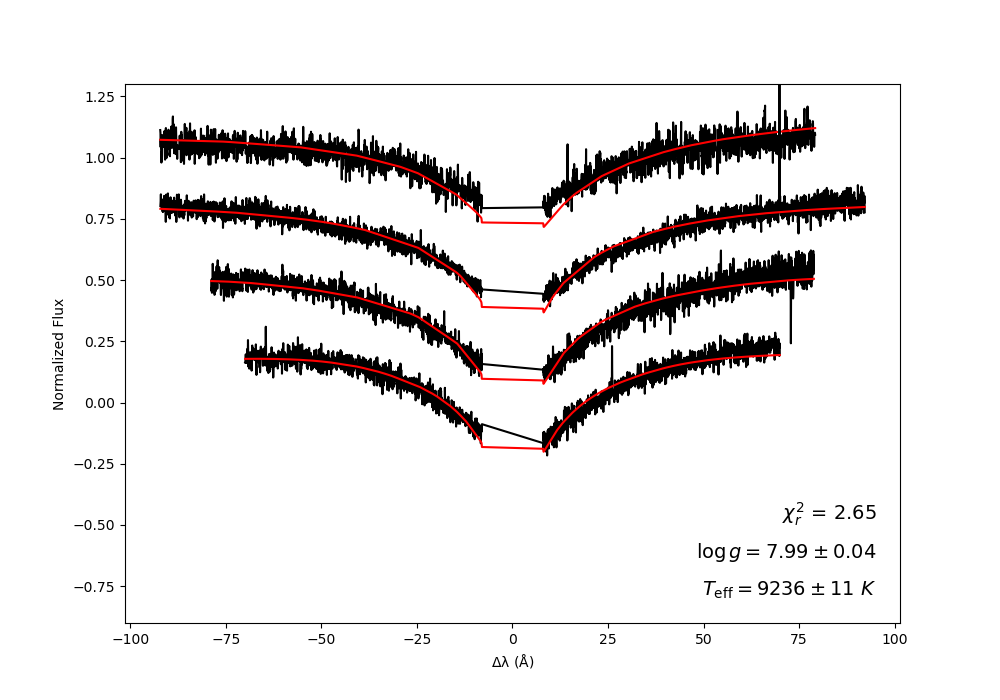 1.25
1.00
0.75
0.50
0.25
0.00
−0.25
−0.50
−0.75
Normalized Flux
χ²ᵣ = 2.65
log g = 7.99 ± 0.04
T_eff = 9236 ± 11 K
−100 −75 −50 −25 0 25 50 75 100
Δλ (Å)